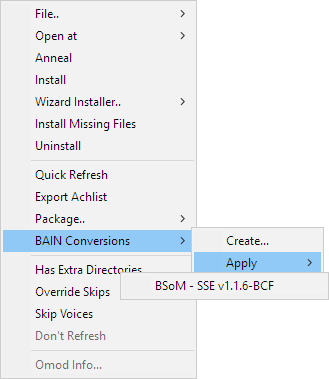 File..
Open at
Anneal
Install
Wizard Installer..
Install Missing Files
Uninstall
Quick Refresh
Export Achlist
Package..
BAIN Conversions
Create...
Apply
Has Extra Directories
BSoM - SSE v1.1.6-BCF
Override Skips
Skip Voices
Don't Refresh
Omod Info...